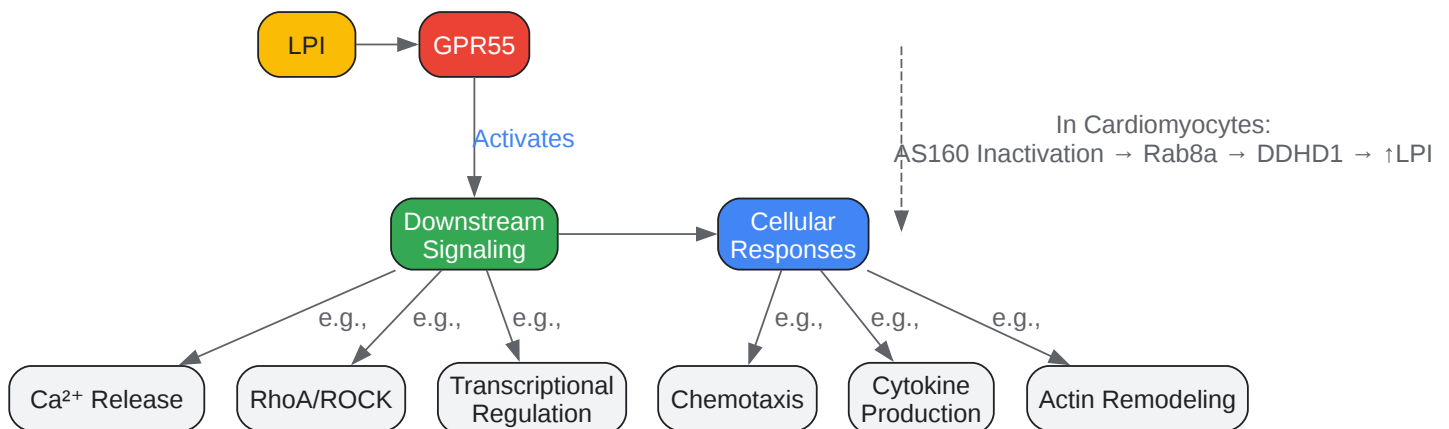 LPI
GPR55
Activates
In Cardiomyocytes:
AS160 Inactivation → Rab8a → DDHD1 → ↑LPI
Downstream
Signaling
Cellular
Responses
e.g.,
e.g.,
e.g.,
e.g.,
e.g.,
e.g.,
Ca²⁺ Release
RhoA/ROCK
Transcriptional
Regulation
Chemotaxis
Cytokine
Production
Actin Remodeling